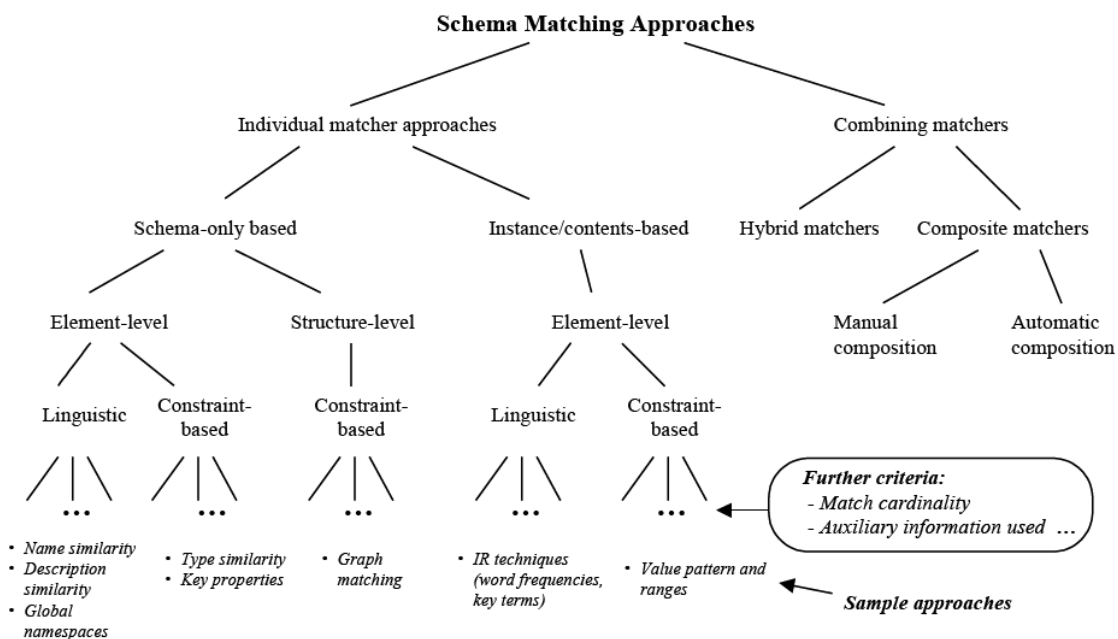 Schema Matching Approaches
Individual matcher approaches
Combining matchers
Schema-only based
Instance/contents-based
Hybrid matchers
Composite matchers
Element-level
Structure-level
Element-level
Manual
composition
Automatic
composition
Linguistic
Constraint-
based
Constraint-
based
Linguistic
Constraint-
based
Further criteria:
- Match cardinality
- Auxiliary information used ...
...
...
...
...
...
• Name similarity
• Description
similarity
• Global
namespaces
• Type similarity
• Key properties
• Graph
matching
• IR techniques
(word frequencies,
key terms)
• Value pattern and
ranges
Sample approaches